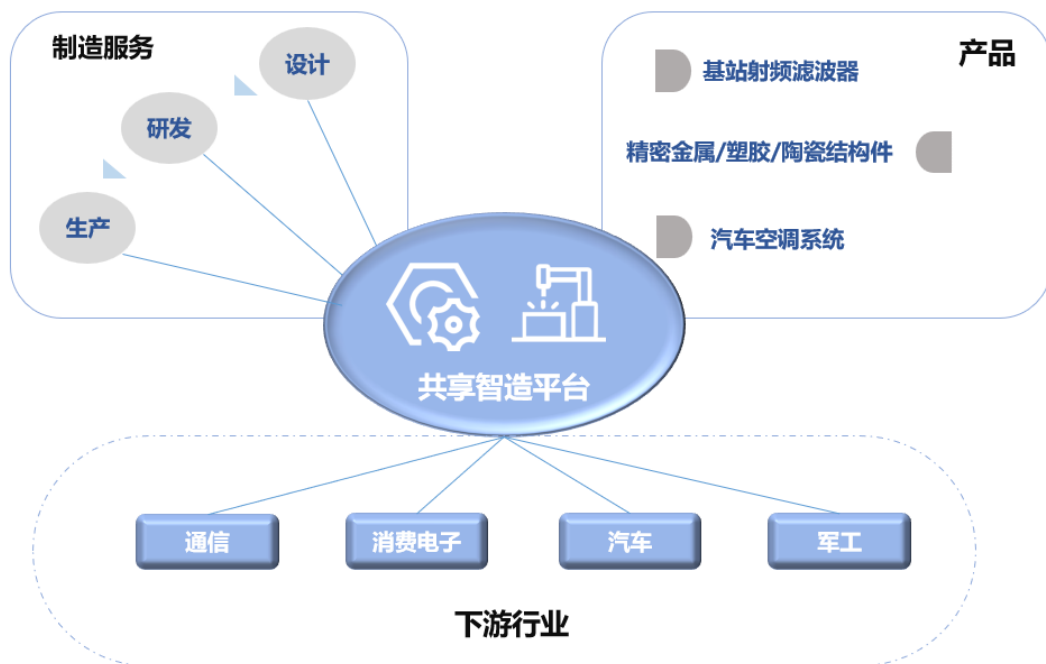 制造服务
设计
研发
生产
产品
基站射频滤波器
精密金属/塑胶/陶瓷结构件
汽车空调系统
共享智造平台
通信
消费电子
汽车
军工
下游行业